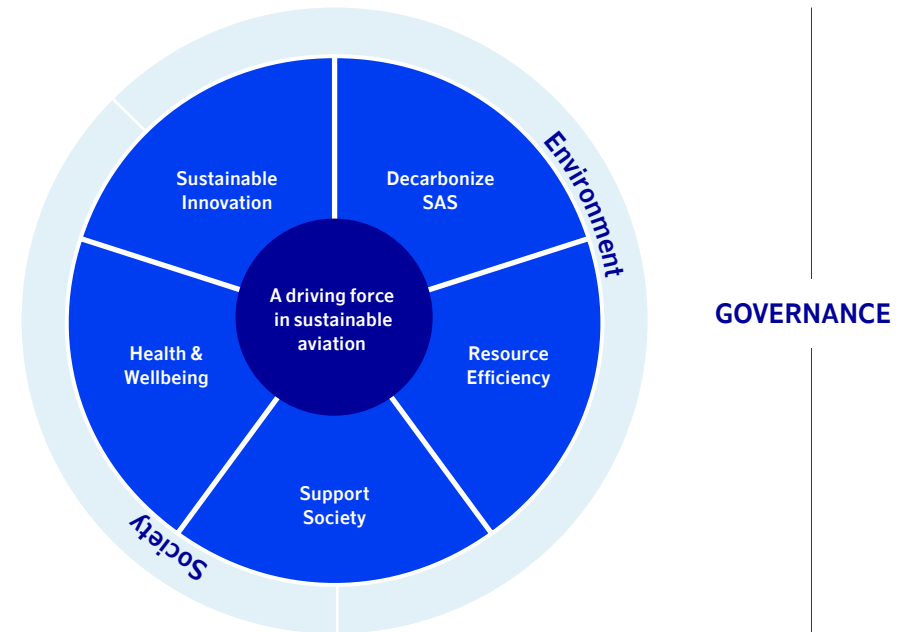 Environment
Sustainable
Innovation
Decarbonize
SAS
A driving force
in sustainable
aviation
GOVERNANCE
Health &
Wellbeing
Resource
Efficiency
Support
Society
Society